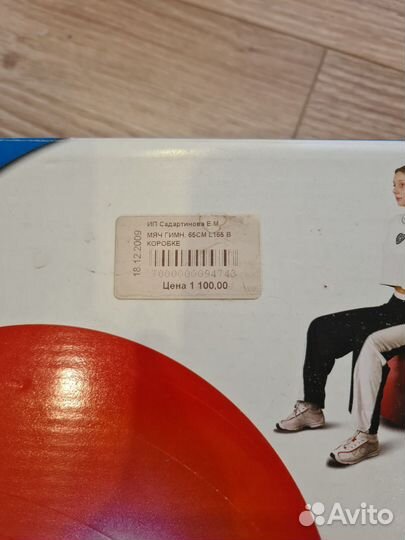 ИП Садартинова Е.М.
18.12.2009
МЯЧ ГИМН. 65СМ L165 В
КОРОБКЕ
7000000094743
Цена 1 100,00
Avito